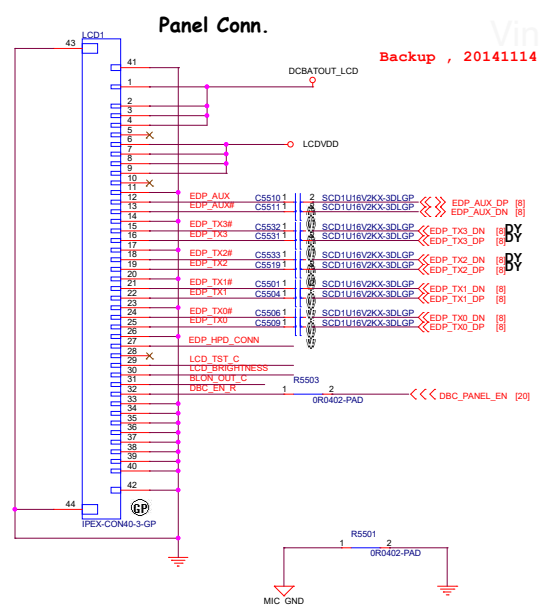 Vin
Panel Conn.
Backup , 20141114
LCD1
43
41
DCBATOUT_LCD
1
2
3
4
5
6
LCDVDD
7
8
9
10
11
12 EDP_AUX C5510 1 2 SCD1U16V2KX-3DLGP EDP_AUX_DP [8]
13 EDP_AUX# C5511 1 SCD1U16V2KX-3DLGP EDP_AUX_DN [8]
14
15 EDP_TX3# C5532 1 SCD1U16V2KX-3DLGP EDP_TX3_DN [8] DY
16 EDP_TX3 C5531 1 SCD1U16V2KX-3DLGP EDP_TX3_DP [8] DY
17
18 EDP_TX2# C5533 1 SCD1U16V2KX-3DLGP EDP_TX2_DN [8] DY
19 EDP_TX2 C5519 1 SCD1U16V2KX-3DLGP EDP_TX2_DP [8] DY
20
21 EDP_TX1# C5501 1 SCD1U16V2KX-3DLGP EDP_TX1_DN [8]
22 EDP_TX1 C5504 1 SCD1U16V2KX-3DLGP EDP_TX1_DP [8]
23
24 EDP_TX0# C5506 1 SCD1U16V2KX-3DLGP EDP_TX0_DN [8]
25 EDP_TX0 C5509 1 SCD1U16V2KX-3DLGP EDP_TX0_DP [8]
26
27 EDP_HPD_CONN
28
29 LCD_TST_C
30 LCD_BRIGHTNESS
31 BLON_OUT_C R5503
32 DBC_EN_R 1 2 DBC_PANEL_EN [20]
0R0402-PAD
33
34
35
36
37
38
39
40
42
44
GP
IPEX-CON40-3-GP
R5501
1 2
0R0402-PAD
MIC_GND